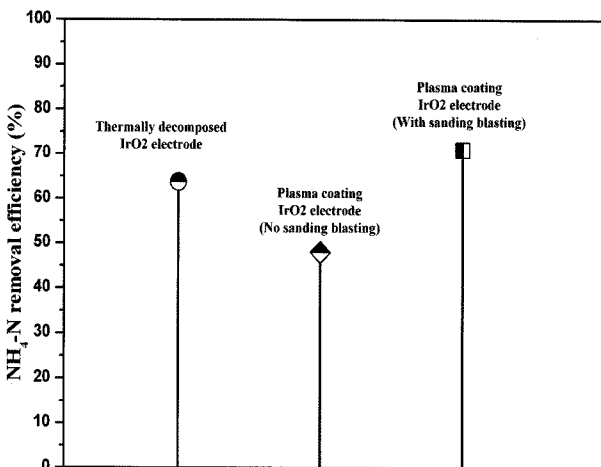 100
90
80
70
60
50
40
30
20
10
0
NH4-N removal efficiency (%)
Thermally decomposed
IrO2 electrode
Plasma coating
IrO2 electrode
(No sanding blasting)
Plasma coating
IrO2 electrode
(With sanding blasting)